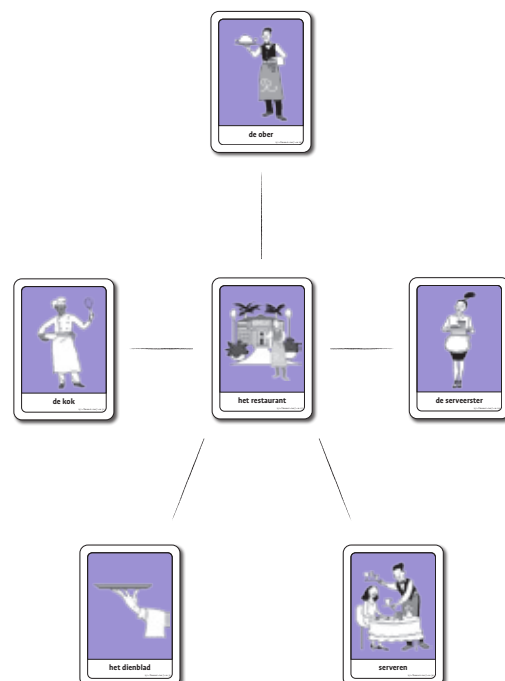 de ober
de kok
het restaurant
de serveerster
het dienblad
serveren